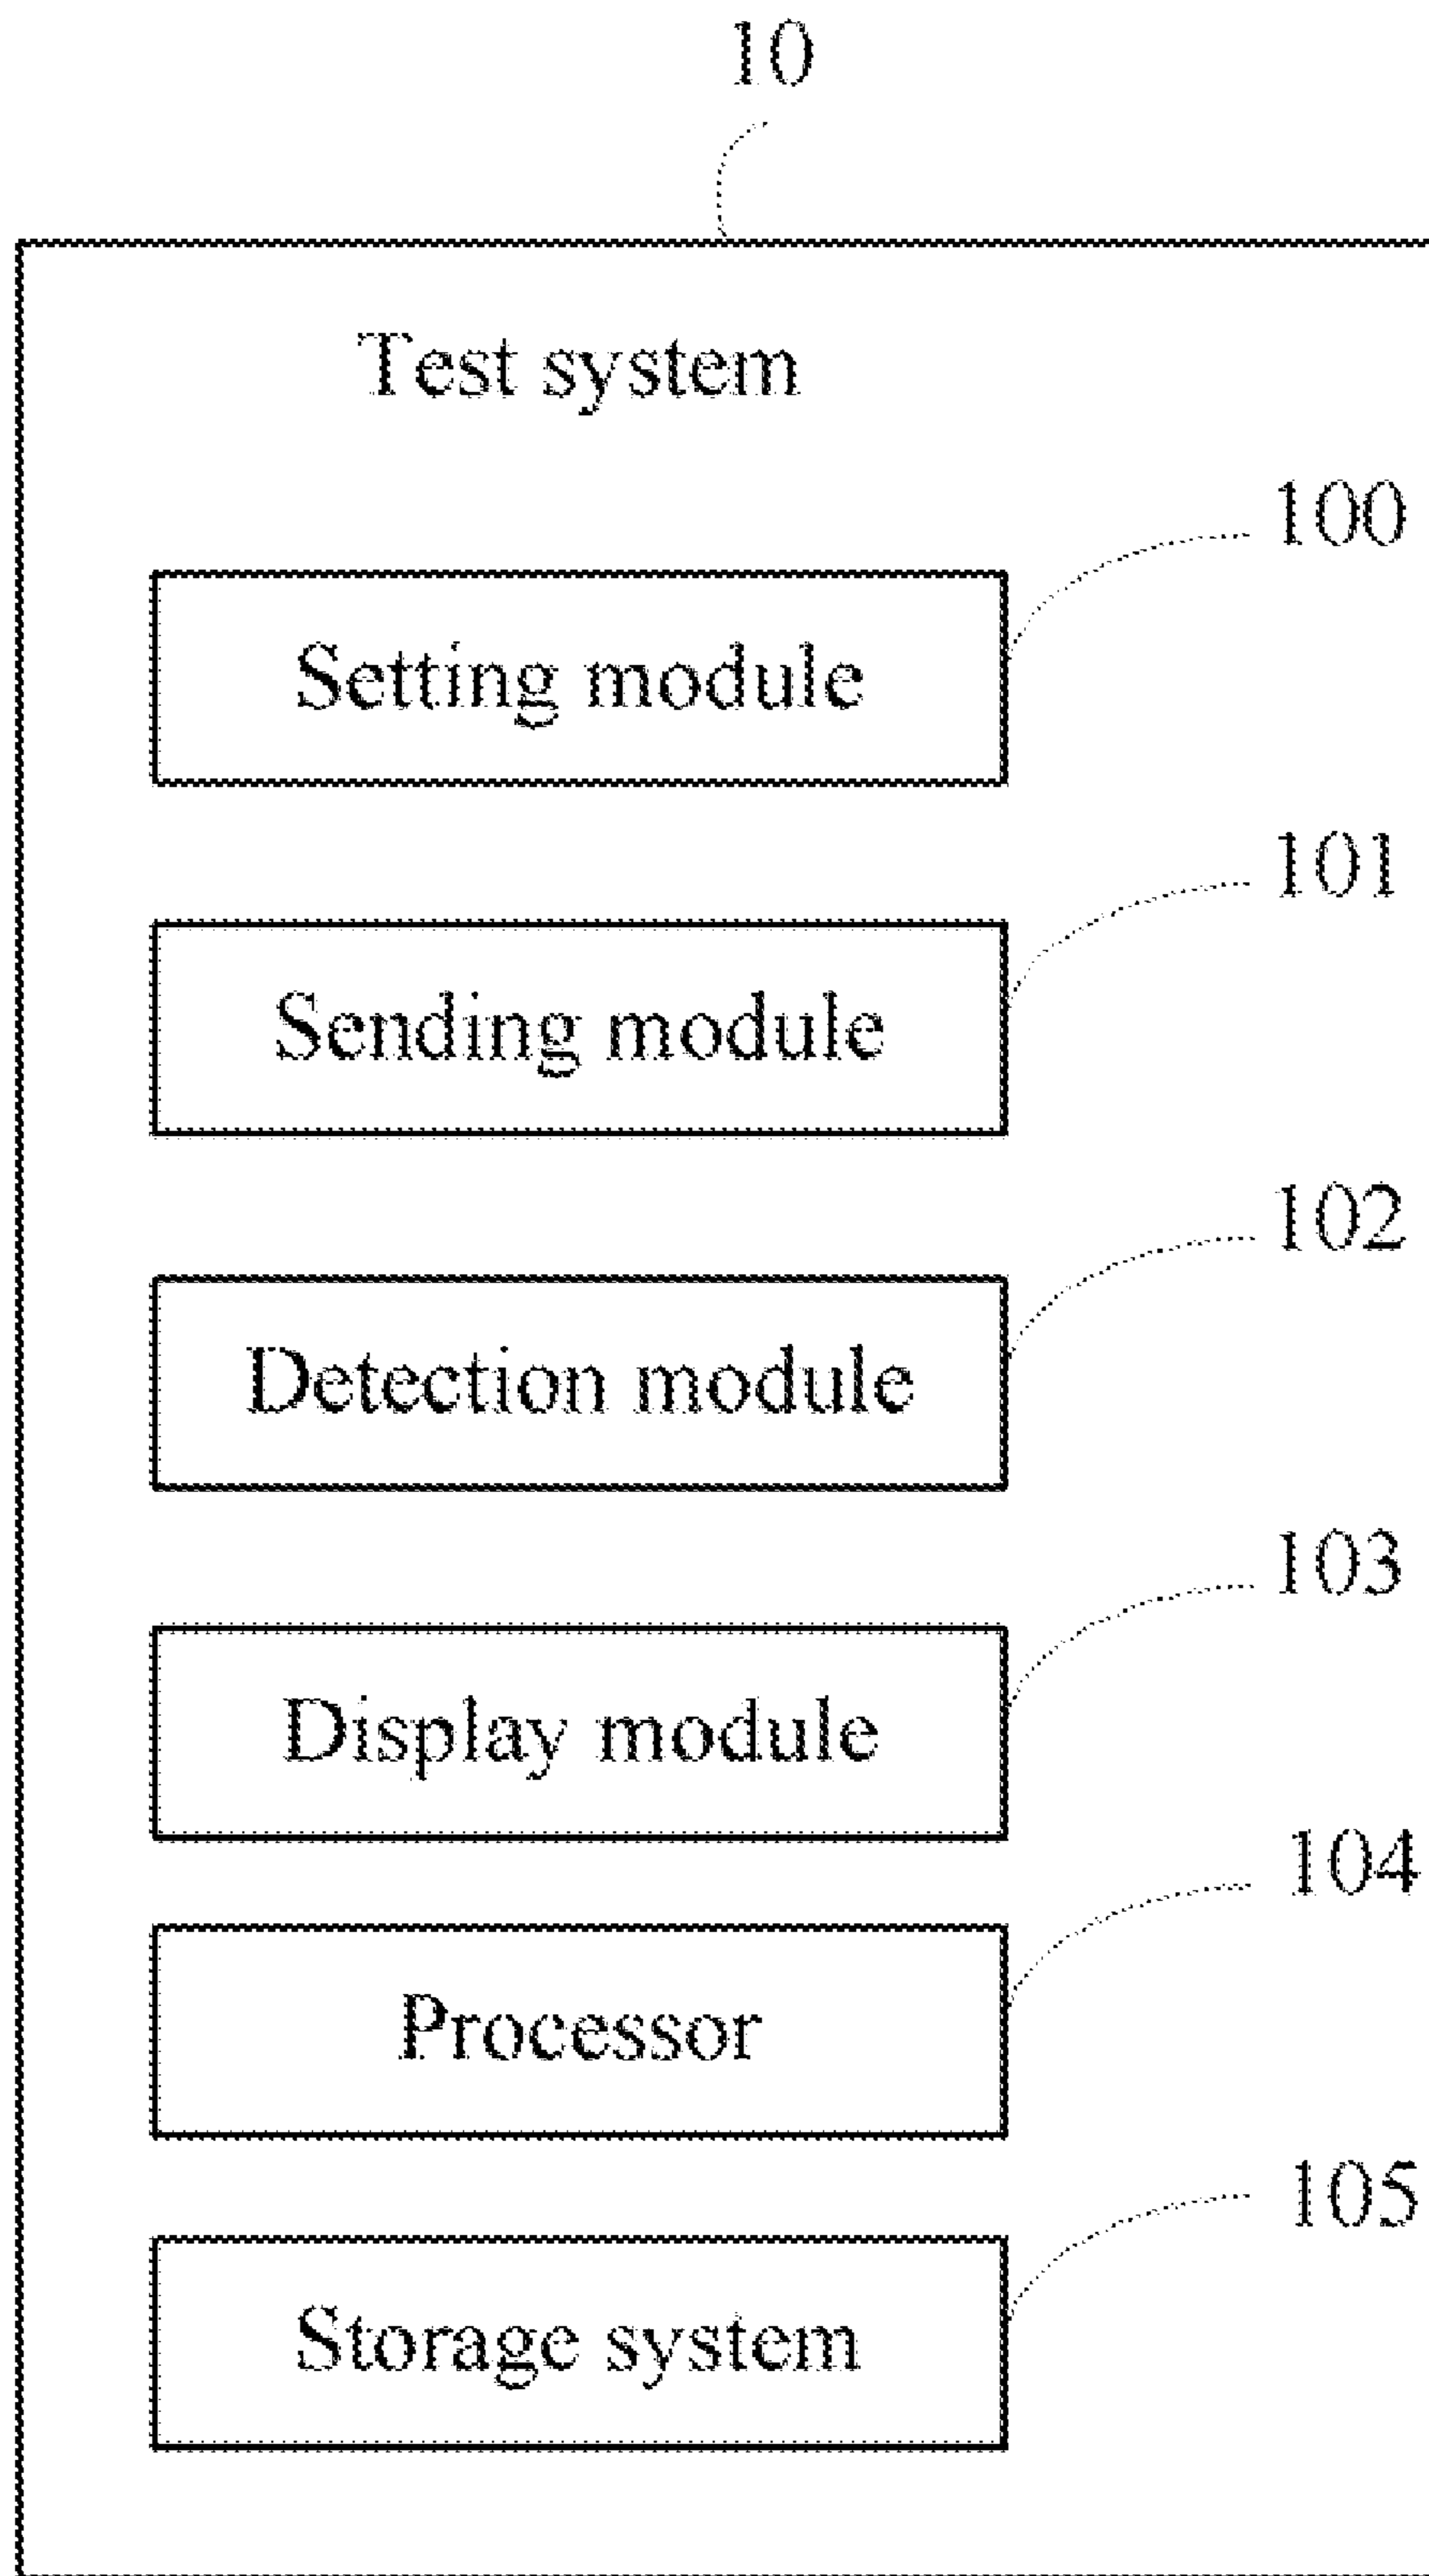 10
Test system
100
Setting module
101
Sending module
102
Detection module
103
Display module
104
Processor
105
Storage system